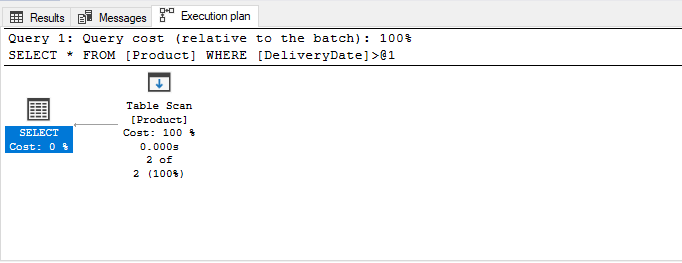 Results Messages Execution plan
Query 1: Query cost (relative to the batch): 100%
SELECT * FROM [Product] WHERE [DeliveryDate]>@1
Table Scan
[Product]
Cost: 100 %
0.000s
2 of
2 (100%)
SELECT
Cost: 0 %